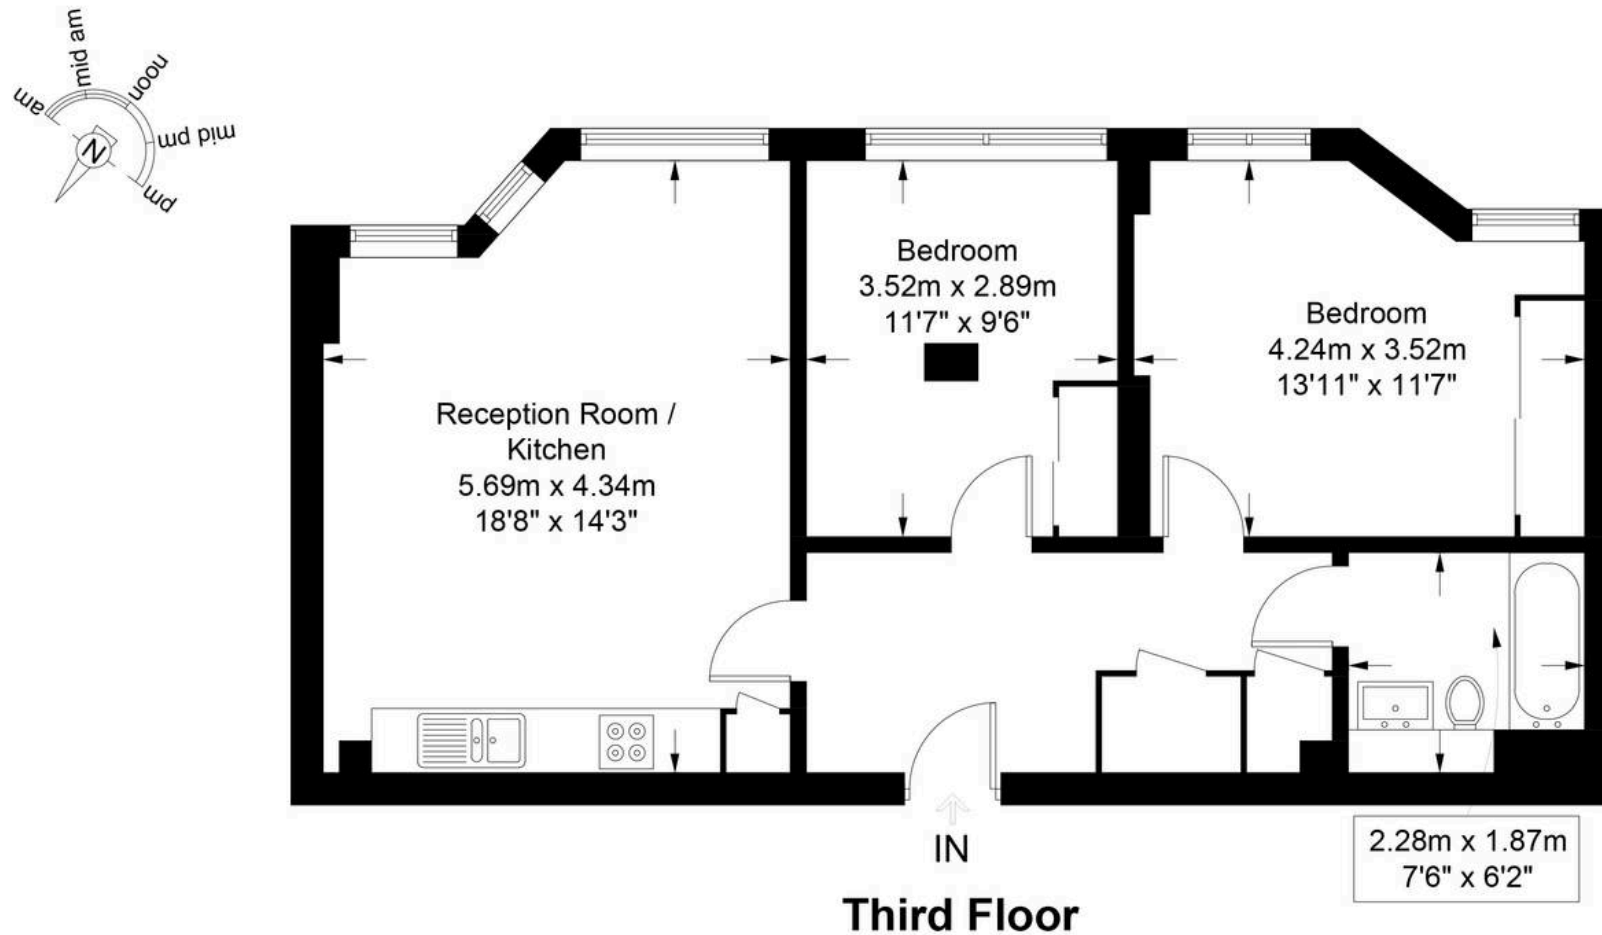 am
mid am
noon
mid pm
pm
N
Bedroom
3.52m x 2.89m
11'7" x 9'6"
Bedroom
4.24m x 3.52m
13'11" x 11'7"
Reception Room /
Kitchen
5.69m x 4.34m
18'8" x 14'3"
IN
2.28m x 1.87m
7'6" x 6'2"
Third Floor